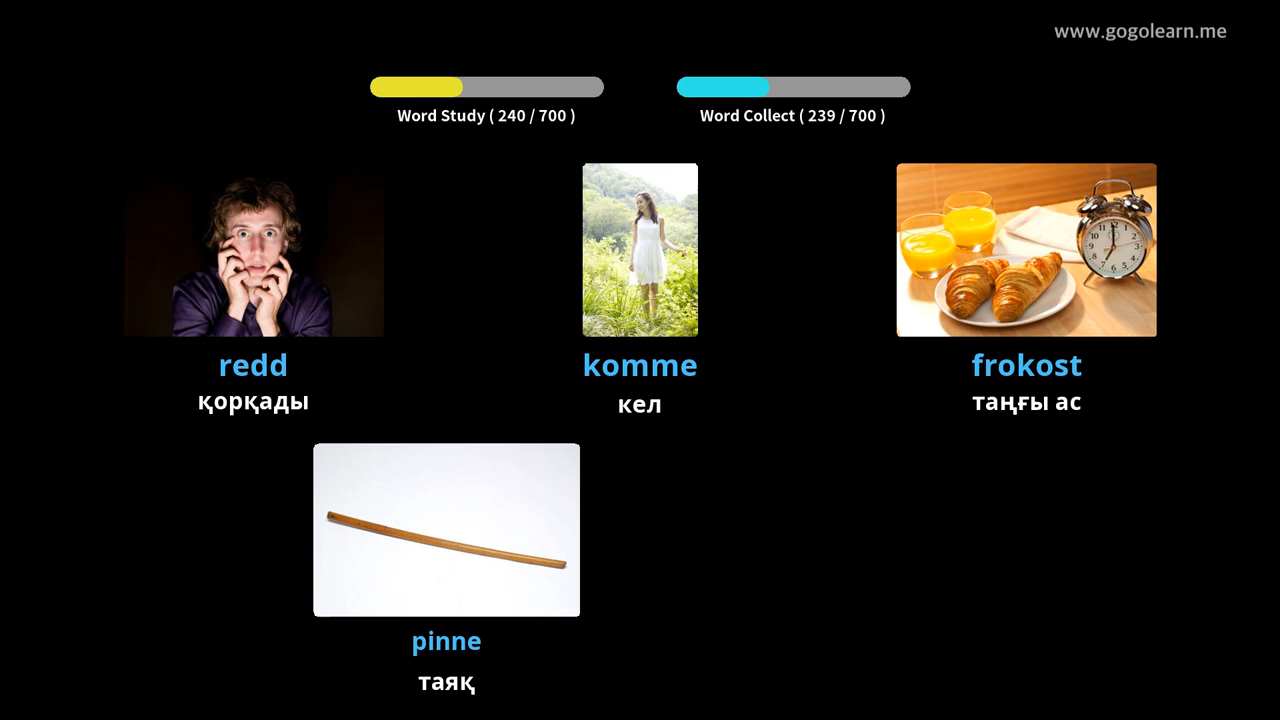 www.gogolearn.me
Word Study ( 240 / 700 )
Word Collect ( 239 / 700 )
redd
қорқады
komme
кел
frokost
таңғы ас
pinne
таяқ